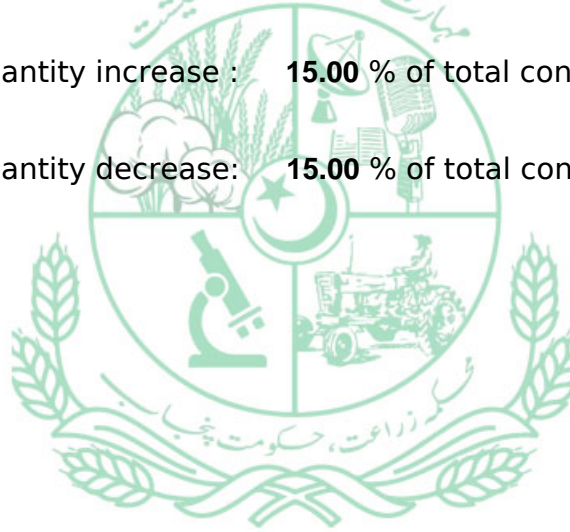 antity increase : 15.00 % of total con
antity decrease: 15.00 % of total con
محکمہ زراعت، حکومت پنجاب